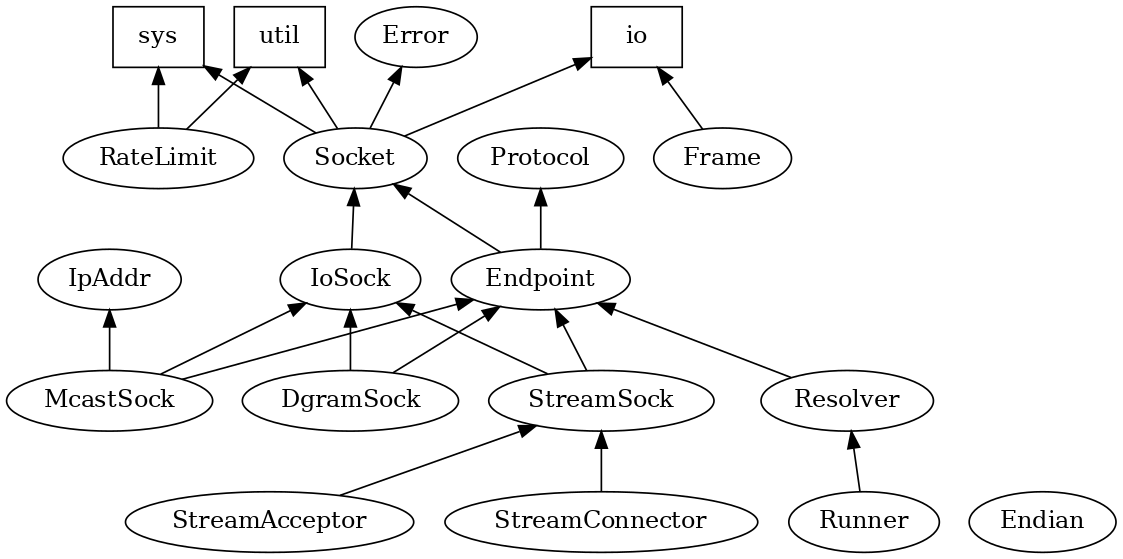 sys
util
Error
io
RateLimit
Socket
Protocol
Frame
IpAddr
IoSock
Endpoint
McastSock
DgramSock
StreamSock
Resolver
StreamAcceptor
StreamConnector
Runner
Endian